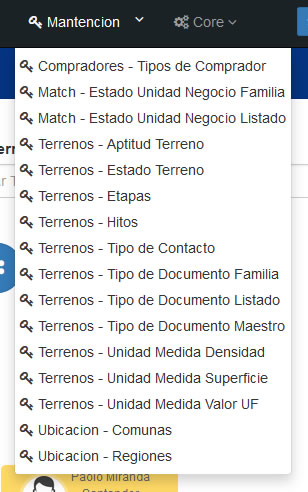 Mantencion
Core
Compradores - Tipos de Comprador
Match - Estado Unidad Negocio Familia
Match - Estado Unidad Negocio Listado
Terrenos - Aptitud Terreno
Terrenos - Estado Terreno
Terrenos - Etapas
Terrenos - Hitos
Terrenos - Tipo de Contacto
Terrenos - Tipo de Documento Familia
Terrenos - Tipo de Documento Listado
Terrenos - Tipo de Documento Maestro
Terrenos - Unidad Medida Densidad
Terrenos - Unidad Medida Superficie
Terrenos - Unidad Medida Valor UF
Ubicacion - Comunas
Ubicacion - Regiones
Paolo Miranda